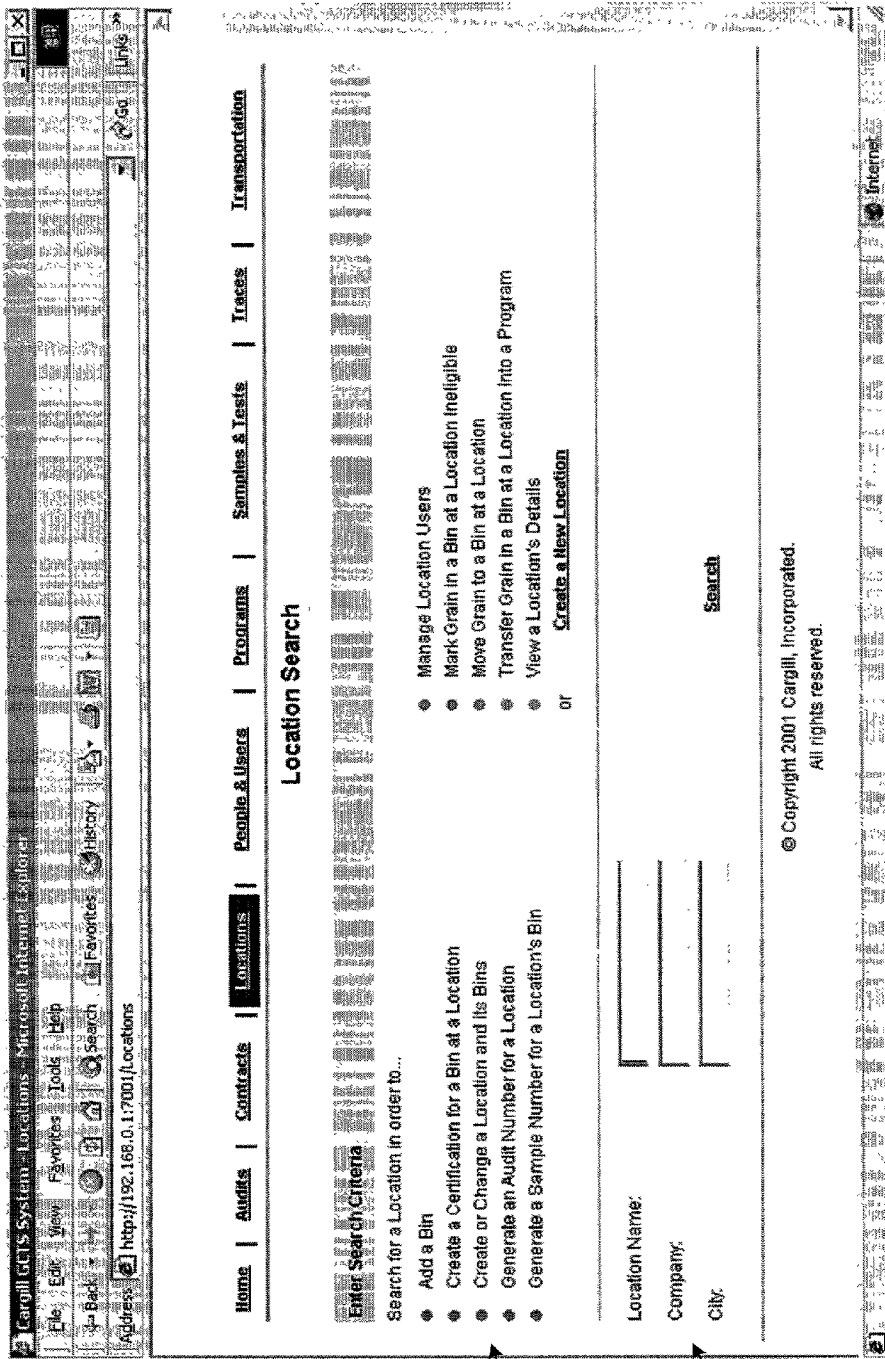 Cargill GCTS System - Locations - Microsoft Internet Explorer
File Edit View Favorites Tools Help
Back Search Favorites History
Address http://192.168.0.1:7001/Locations Go Links »
Home | Audits | Contracts | Locations | People & Users | Programs | Samples & Tests | Traces | Transportation
Location Search
Enter Search Criteria
Search for a Location in order to...
● Add a Bin
● Create a Certification for a Bin at a Location
● Create or Change a Location and its Bins
● Generate an Audit Number for a Location
● Generate a Sample Number for a Location's Bin
● Manage Location Users
● Mark Grain in a Bin at a Location Ineligible
● Move Grain to a Bin at a Location
● Transfer Grain in a Bin at a Location into a Program
● View a Location's Details
or Create a New Location
Location Name:
Company:
City:
Search
© Copyright 2001 Cargill, Incorporated.
All rights reserved.
Internet